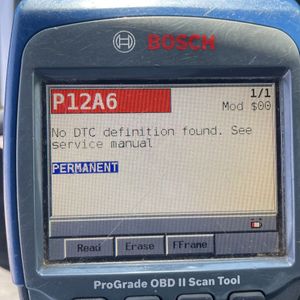 BOSCH
P12A6
1/1
Mod $00
No DTC definition found. See
service manual
PERMANENT
Read Erase FFrame
ProGrade OBD II Scan Tool